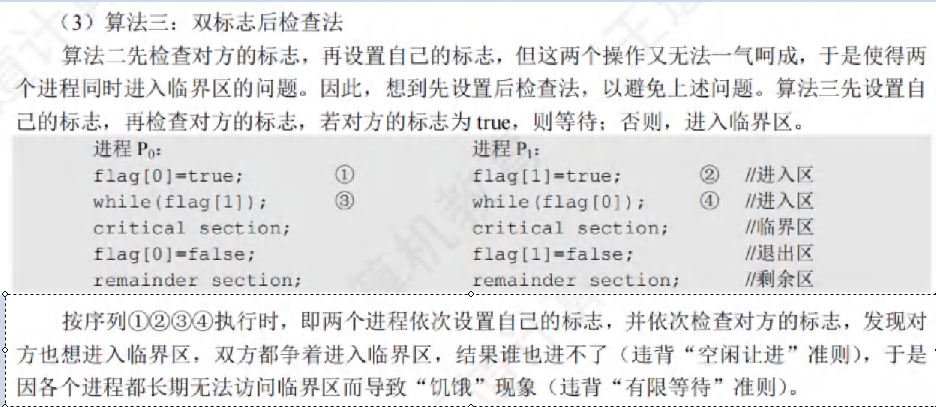 （3）算法三：双标志后检查法
算法二先检查对方的标志，再设置自己的标志，但这两个操作又无法一气呵成，于是使得两
个进程同时进入临界区的问题。因此，想到先设置后检查法，以避免上述问题。算法三先设置自
己的标志，再检查对方的标志，若对方的标志为 true，则等待；否则，进入临界区。
进程 P₀： 进程 P₁：
flag[0]=true; ① flag[1]=true; ② //进入区
while(flag[1]); ③ while(flag[0]); ④ //进入区
critical section; critical section; //临界区
flag[0]=false; flag[1]=false; //退出区
remainder section; remainder section; //剩余区
按序列①②③④执行时，即两个进程依次设置自己的标志，并依次检查对方的标志，发现对
方也想进入临界区，双方都争着进入临界区，结果谁也进不了（违背“空闲让进”准则），于是
因各个进程都长期无法访问临界区而导致“饥饿”现象（违背“有限等待”准则）。